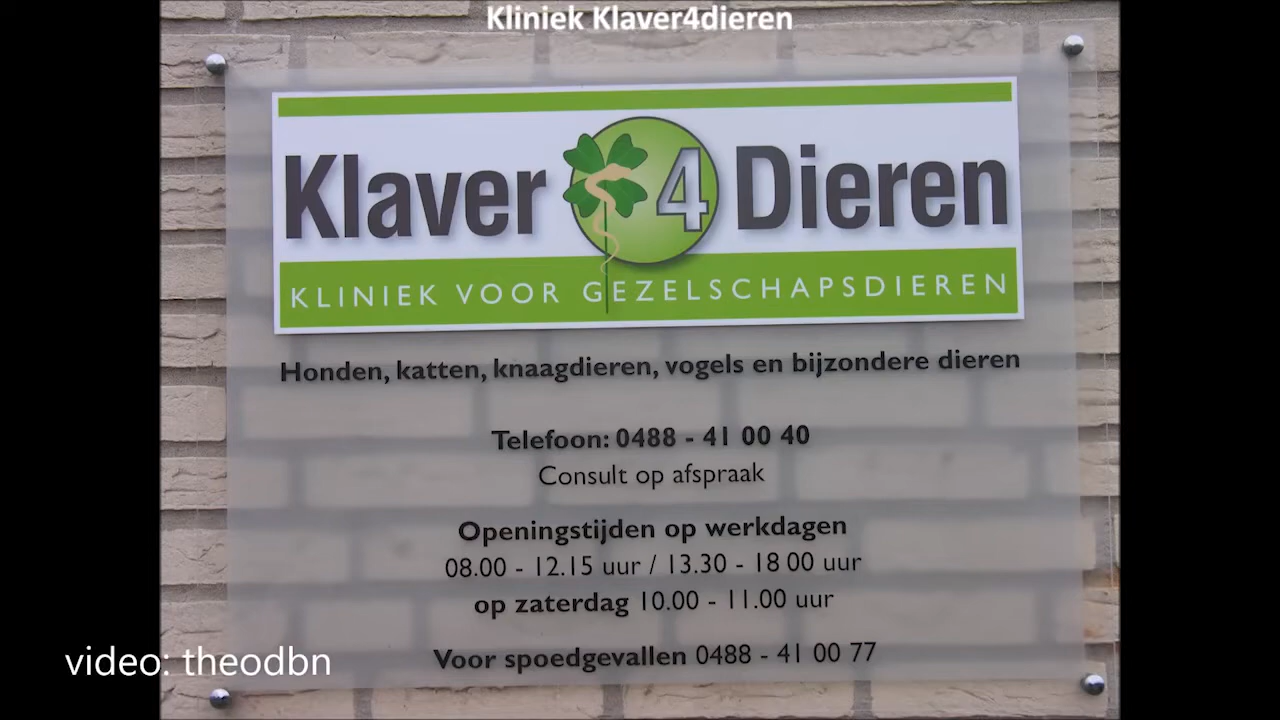 Kliniek Klaver4dieren
Klaver 4 Dieren
KLINIEK VOOR GEZELSCHAPSDIEREN
Honden, katten, knaagdieren, vogels en bijzondere dieren
Telefoon: 0488 - 41 00 40
Consult op afspraak
Openingstijden op werkdagen
08.00 - 12.15 uur / 13.30 - 18 00 uur
op zaterdag 10.00 - 11.00 uur
Voor spoedgevallen 0488 - 41 00 77
video: theodbn